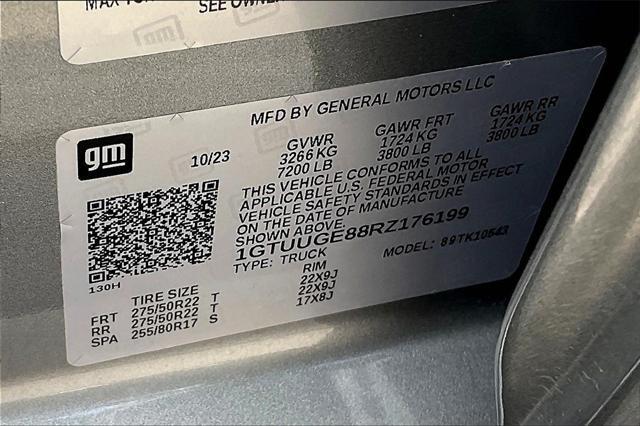 SEE OWNER
MFD BY GENERAL MOTORS LLC
gm
10/23
GVWR GAWR FRT GAWR RR
3266 KG 1724 KG 1724 KG
7200 LB 3800 LB 3800 LB
THIS VEHICLE CONFORMS TO ALL
APPLICABLE U.S. FEDERAL MOTOR
VEHICLE SAFETY STANDARDS IN EFFECT
ON THE DATE OF MANUFACTURE
SHOWN ABOVE.
1GTUUGE88RZ176199
TYPE: TRUCK MODEL: 89TK10543
130H
TIRE SIZE RIM
FRT 275/50R22 T 22X9J
RR 275/50R22 T 22X9J
SPA 255/80R17 S 17X8J